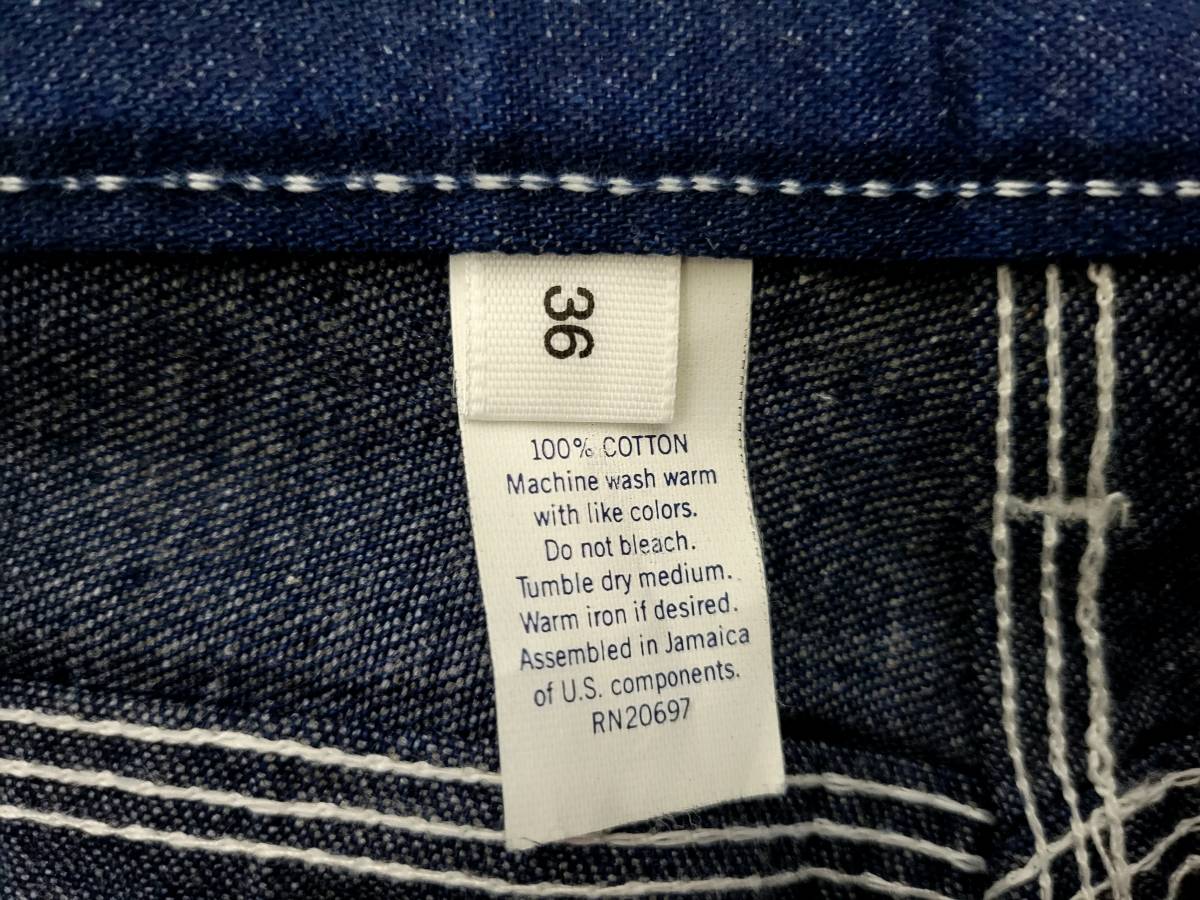 36
100% COTTON
Machine wash warm
with like colors.
Do not bleach.
Tumble dry medium.
Warm iron if desired.
Assembled in Jamaica
of U.S. components.
RN20697